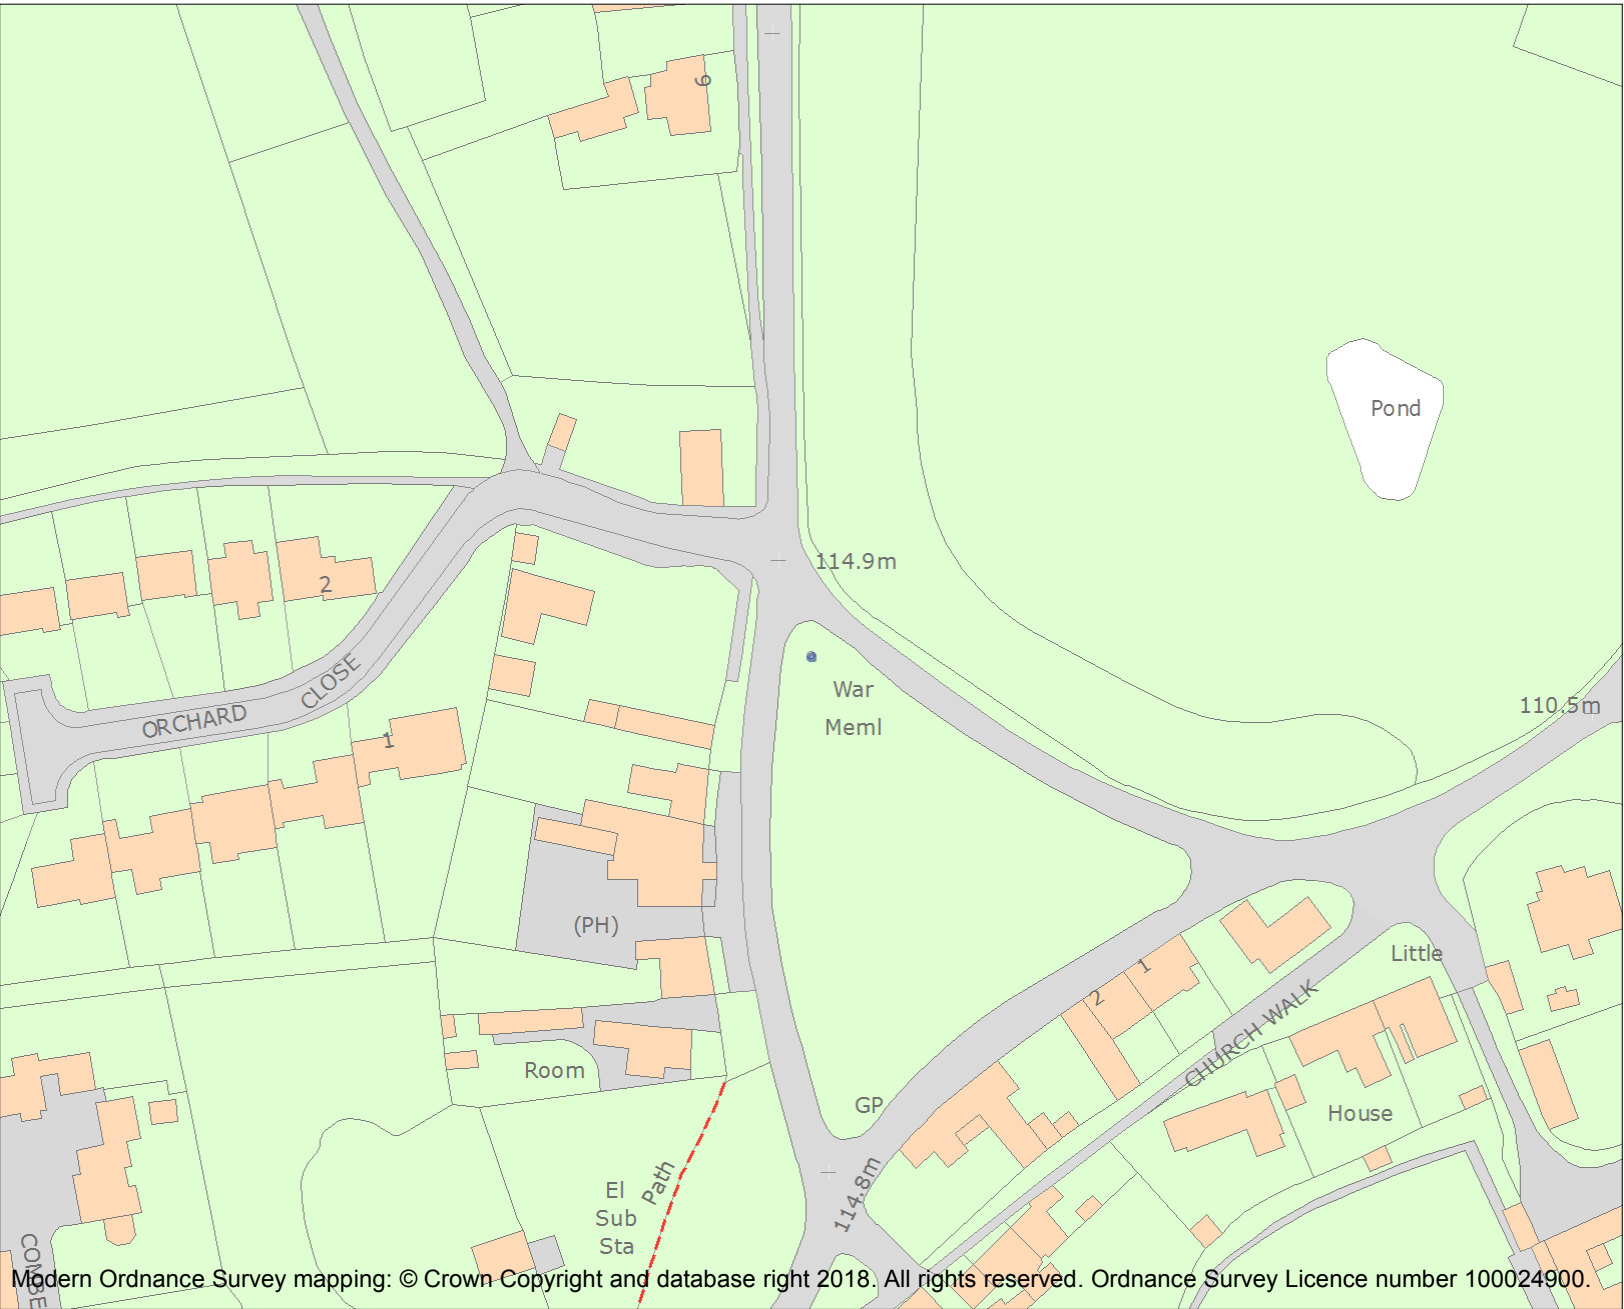 9
Pond
114.9m
2
CLOSE
War
110.5m
ORCHARD
Meml
1
(PH)
Little
1
2
CHURCH WALK
Room
GP
House
El
Path
Sub
114.8m
Sta
COMBE
Modern Ordnance Survey mapping: © Crown Copyright and database right 2018. All rights reserved. Ordnance Survey Licence number 100024900.